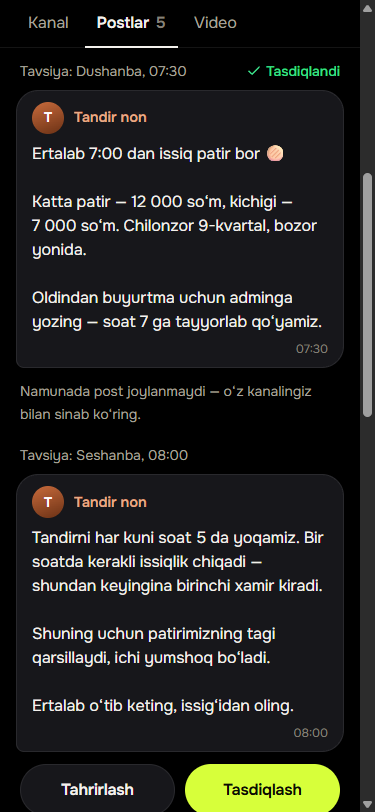 Kanal Postlar 5 Video
Tavsiya: Dushanba, 07:30 ✓ Tasdiqlandi
T Tandir non
Ertalab 7:00 dan issiq patir bor 🫓
Katta patir — 12 000 so‘m, kichigi —
7 000 so‘m. Chilonzor 9-kvartal, bozor
yonida.
Oldindan buyurtma uchun adminga
yozing — soat 7 ga tayyorlab qo‘yamiz.
07:30
Namunada post joylanmaydi — o‘z kanalingiz
bilan sinab ko‘ring.
Tavsiya: Seshanba, 08:00
T Tandir non
Tandirni har kuni soat 5 da yoqamiz. Bir
soatda kerakli issiqlik chiqadi —
shundan keyingina birinchi xamir kiradi.
Shuning uchun patirimizning tagi
qarsillaydi, ichi yumshoq bo‘ladi.
Ertalab o‘tib keting, issig‘idan oling.
08:00
Tahrirlash Tasdiqlash